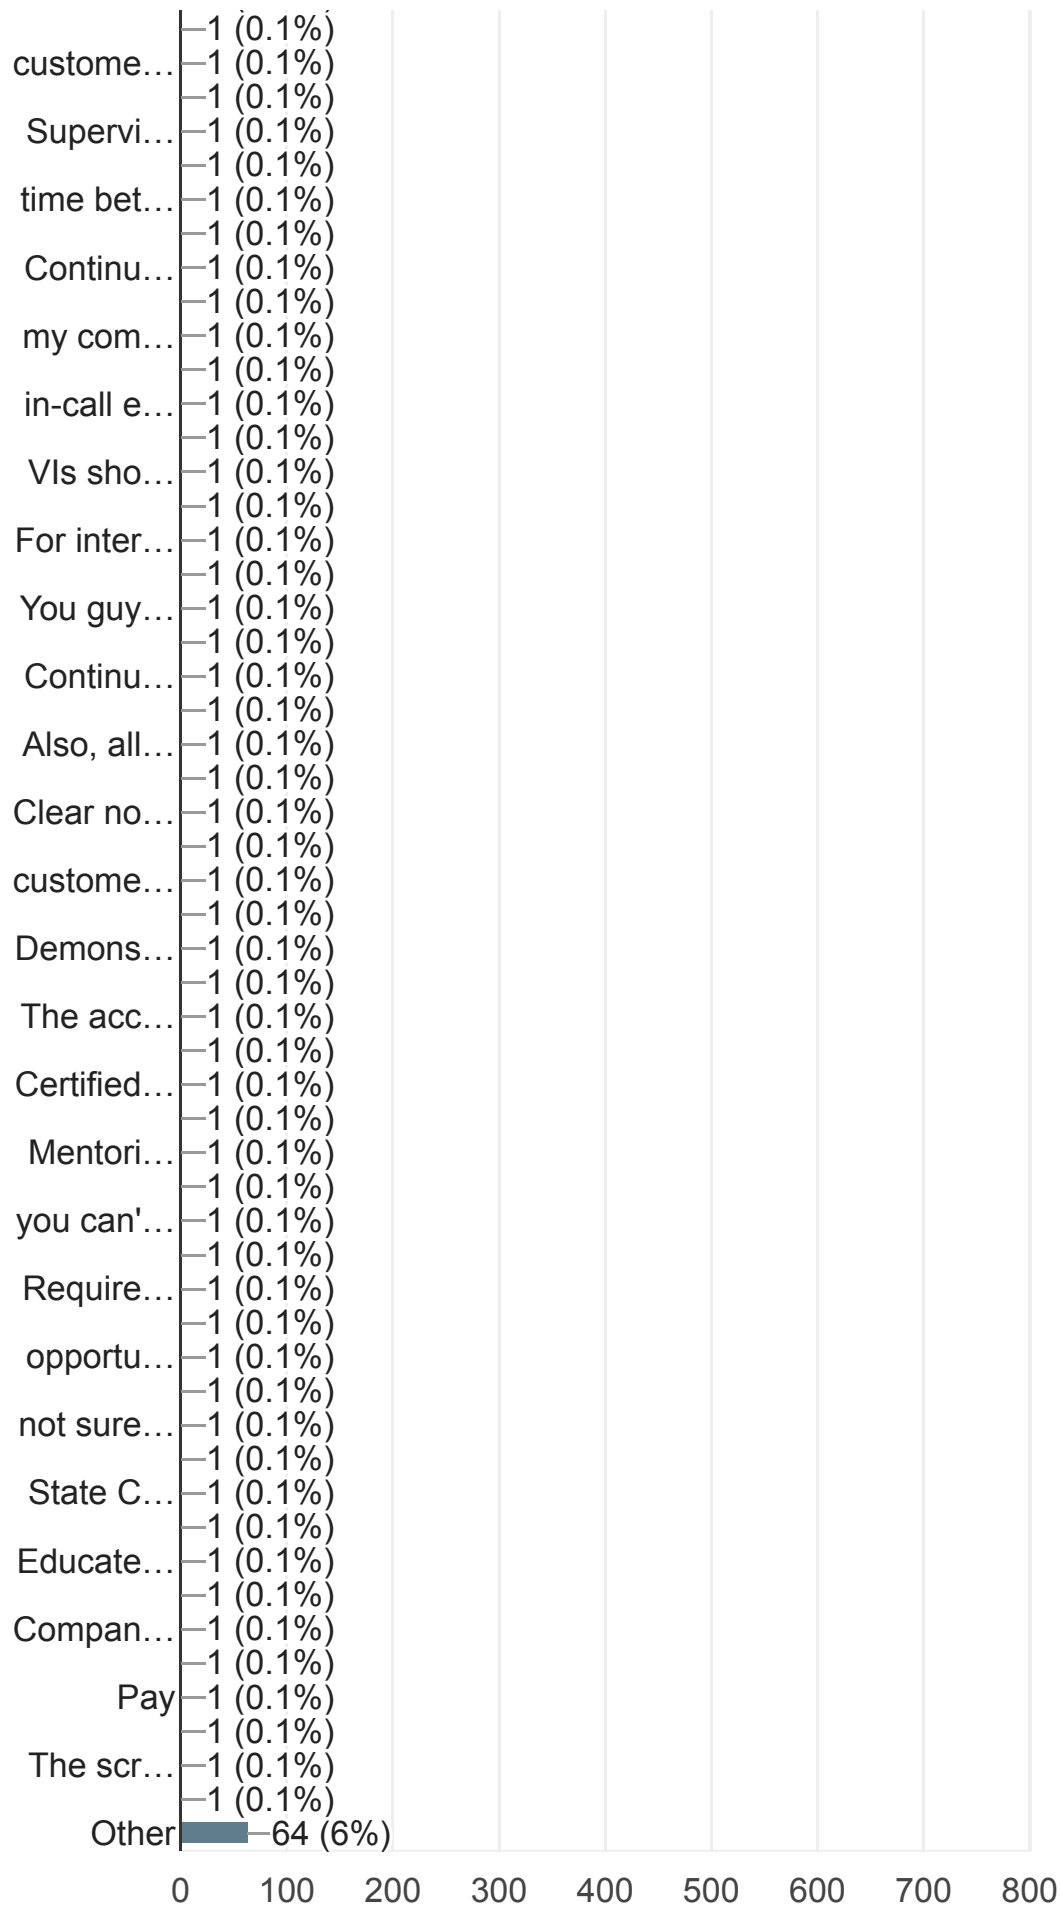 1 (0.1%)
custome… 1 (0.1%)
1 (0.1%)
Supervi… 1 (0.1%)
1 (0.1%)
time bet… 1 (0.1%)
1 (0.1%)
Continu… 1 (0.1%)
1 (0.1%)
my com… 1 (0.1%)
1 (0.1%)
in-call e… 1 (0.1%)
1 (0.1%)
VIs sho… 1 (0.1%)
1 (0.1%)
For inter… 1 (0.1%)
1 (0.1%)
You guy… 1 (0.1%)
1 (0.1%)
Continu… 1 (0.1%)
1 (0.1%)
Also, all… 1 (0.1%)
1 (0.1%)
Clear no… 1 (0.1%)
1 (0.1%)
custome… 1 (0.1%)
1 (0.1%)
Demons… 1 (0.1%)
1 (0.1%)
The acc… 1 (0.1%)
1 (0.1%)
Certified… 1 (0.1%)
1 (0.1%)
Mentori… 1 (0.1%)
1 (0.1%)
you can'… 1 (0.1%)
1 (0.1%)
Require… 1 (0.1%)
1 (0.1%)
opportu… 1 (0.1%)
1 (0.1%)
not sure… 1 (0.1%)
1 (0.1%)
State C… 1 (0.1%)
1 (0.1%)
Educate… 1 (0.1%)
1 (0.1%)
Compan… 1 (0.1%)
1 (0.1%)
Pay 1 (0.1%)
1 (0.1%)
The scr… 1 (0.1%)
1 (0.1%)
Other 64 (6%)
0 100 200 300 400 500 600 700 800